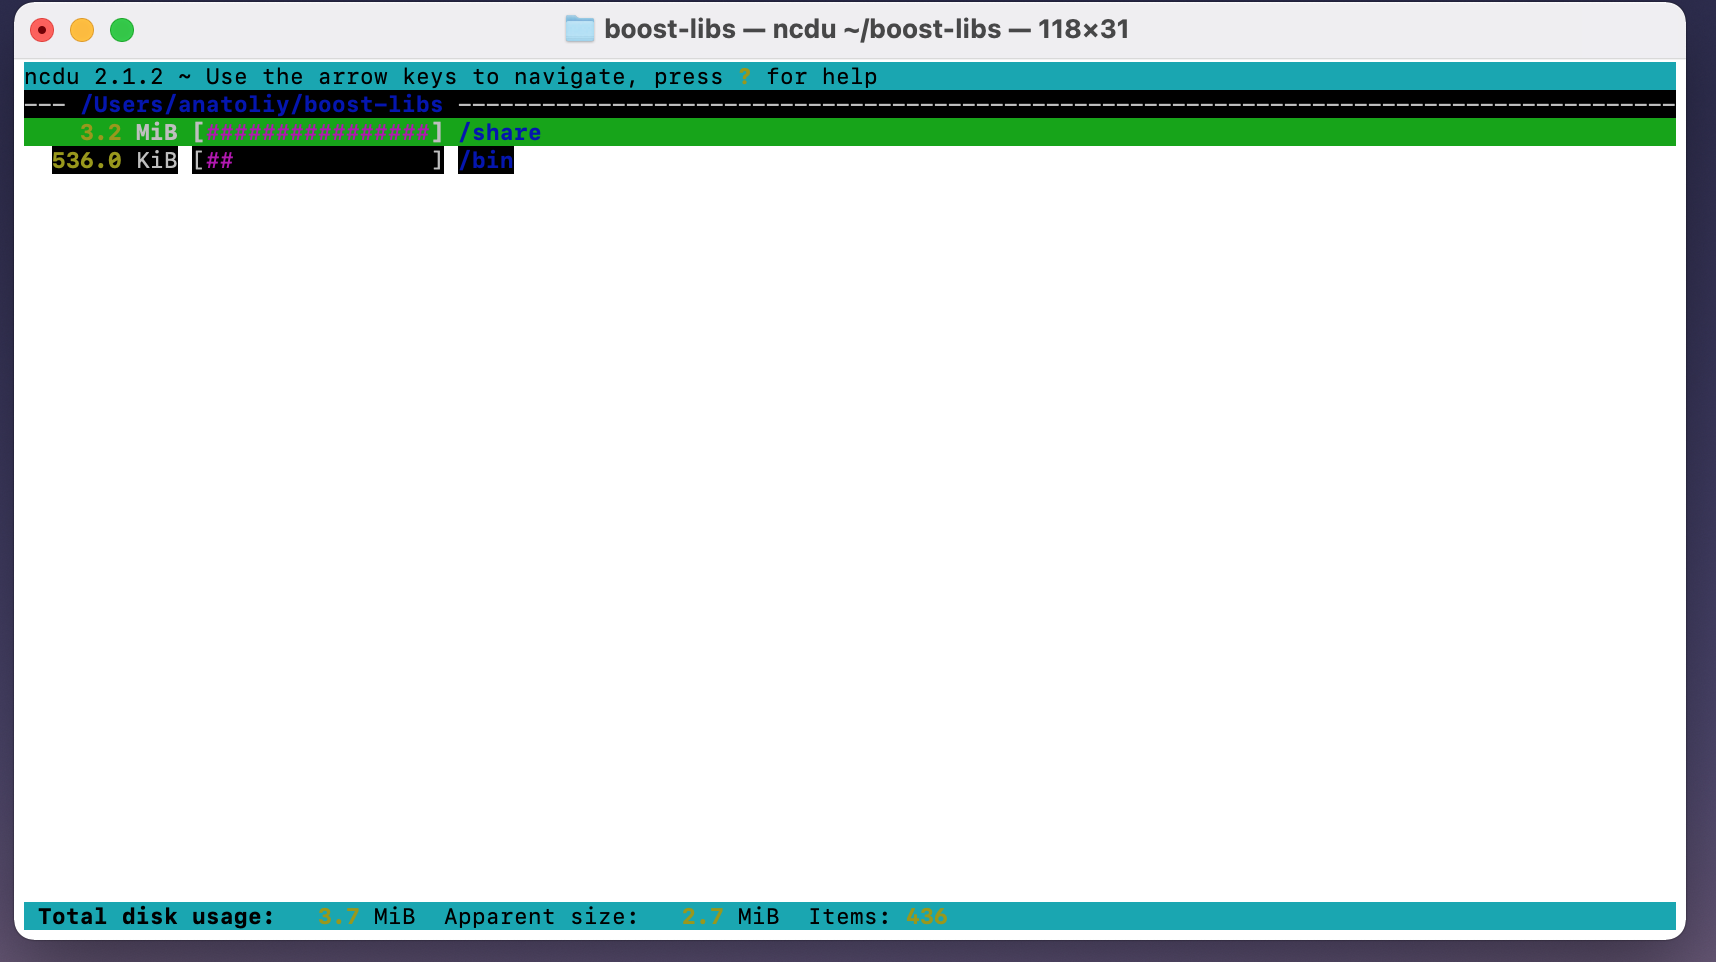 boost-libs — ncdu ~/boost-libs — 118×31
ncdu 2.1.2 ~ Use the arrow keys to navigate, press ? for help
--- /Users/anatoliy/boost-libs ---------------------------------------------------------------------------------------
3.2 MiB [################] /share
536.0 KiB [##              ] /bin
Total disk usage:   3.7 MiB  Apparent size:   2.7 MiB  Items: 436